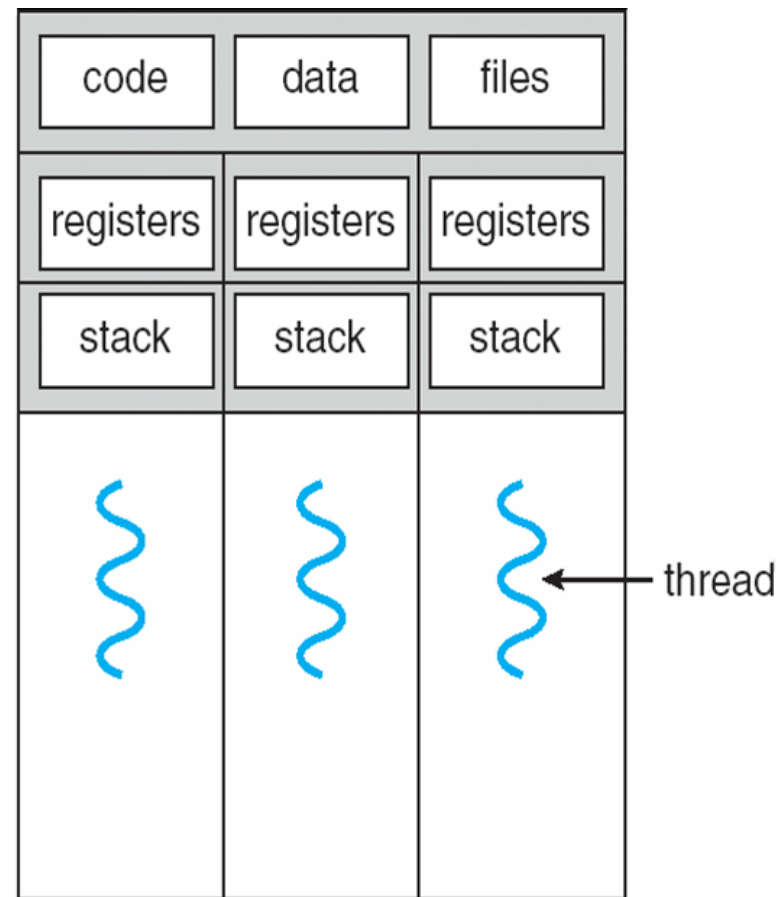 code data files
registers registers registers
stack stack stack
thread